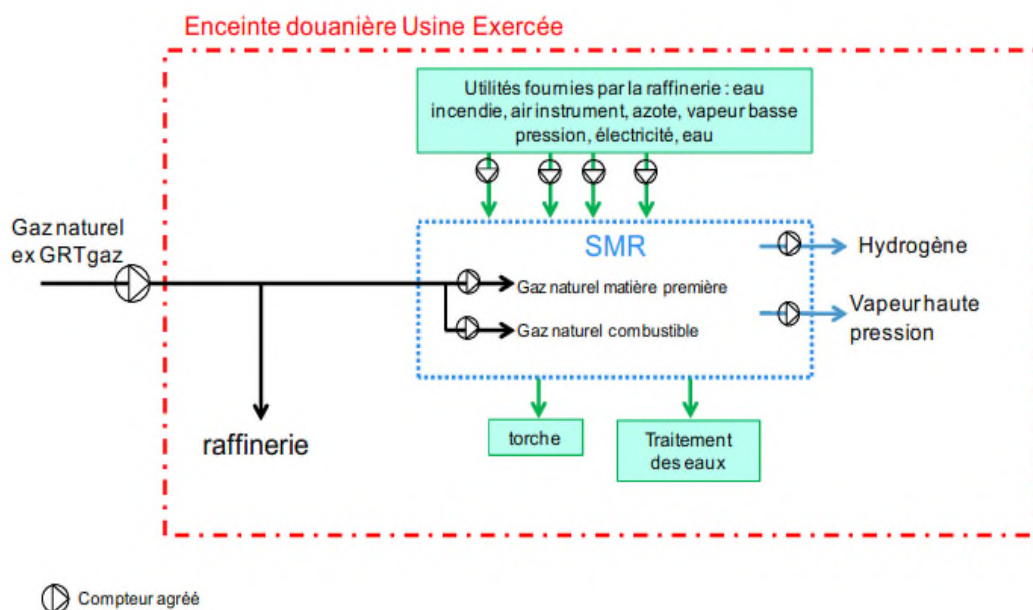 Enceinte douanière Usine Exercée
Utilités fournies par la raffinerie : eau
incendie, air instrument, azote, vapeur basse
pression, électricité, eau
Gaz naturel
ex GRTgaz
SMR
Hydrogène
Gaz naturel matière première
Vapeur haute
pression
Gaz naturel combustible
raffinerie
torche
Traitement
des eaux
Compteur agréé